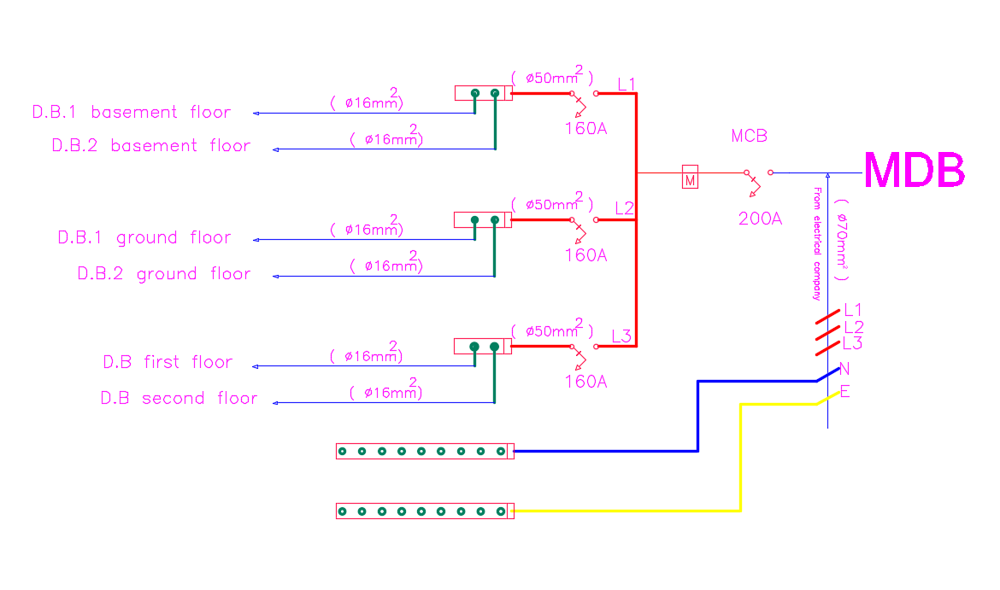 ( ø50mm² )
L1
160A
( ø16mm² )
D.B.1 basement floor
( ø16mm² )
D.B.2 basement floor
MCB
M
200A
MDB
( ø50mm² )
L2
160A
( ø16mm² )
D.B.1 ground floor
( ø16mm² )
D.B.2 ground floor
From electrical company
( ø70mm² )
( ø50mm² )
L3
160A
( ø16mm² )
D.B first floor
( ø16mm² )
D.B second floor
L1
L2
L3
N
E